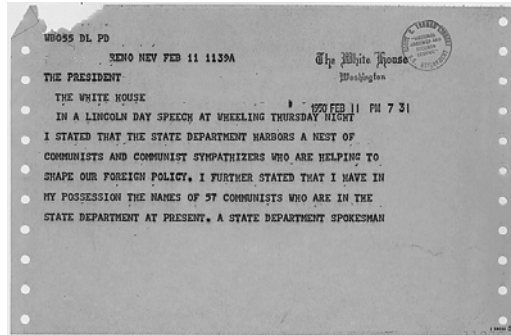 WB055 DL PD
RENO NEV FEB 11 1139A
The White House
Washington
THE PRESIDENT
THE WHITE HOUSE
1950 FEB 11 PM 7 31
IN A LINCOLN DAY SPEECH AT WHEELING THURSDAY NIGHT
I STATED THAT THE STATE DEPARTMENT HARBORS A NEST OF
COMMUNISTS AND COMMUNIST SYMPATHIZERS WHO ARE HELPING TO
SHAPE OUR FOREIGN POLICY. I FURTHER STATED THAT I HAVE IN
MY POSSESSION THE NAMES OF 57 COMMUNISTS WHO ARE IN THE
STATE DEPARTMENT AT PRESENT. A STATE DEPARTMENT SPOKESMAN